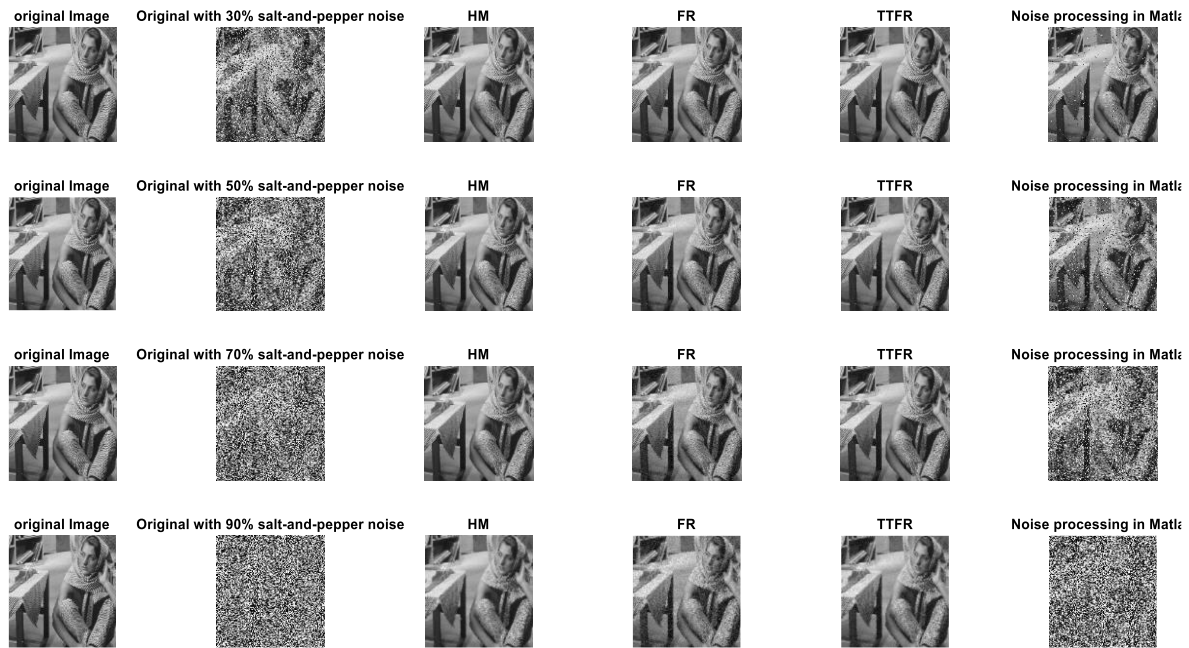 original Image
Original with 30% salt-and-pepper noise
HM
FR
TTFR
Noise processing in Matla
original Image
Original with 50% salt-and-pepper noise
HM
FR
TTFR
Noise processing in Matla
original Image
Original with 70% salt-and-pepper noise
HM
FR
TTFR
Noise processing in Matla
original Image
Original with 90% salt-and-pepper noise
HM
FR
TTFR
Noise processing in Matla